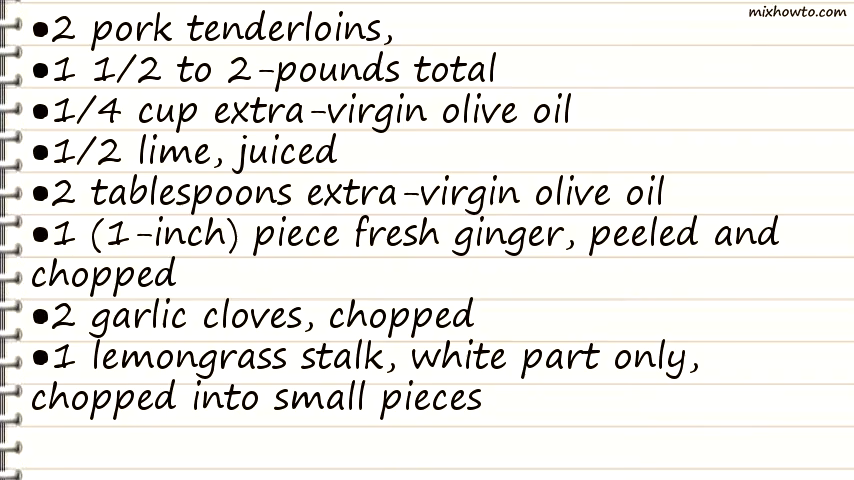 mixhowto.com
•2 pork tenderloins,
•1 1/2 to 2-pounds total
•1/4 cup extra-virgin olive oil
•1/2 lime, juiced
•2 tablespoons extra-virgin olive oil
•1 (1-inch) piece fresh ginger, peeled and
chopped
•2 garlic cloves, chopped
•1 lemongrass stalk, white part only,
chopped into small pieces